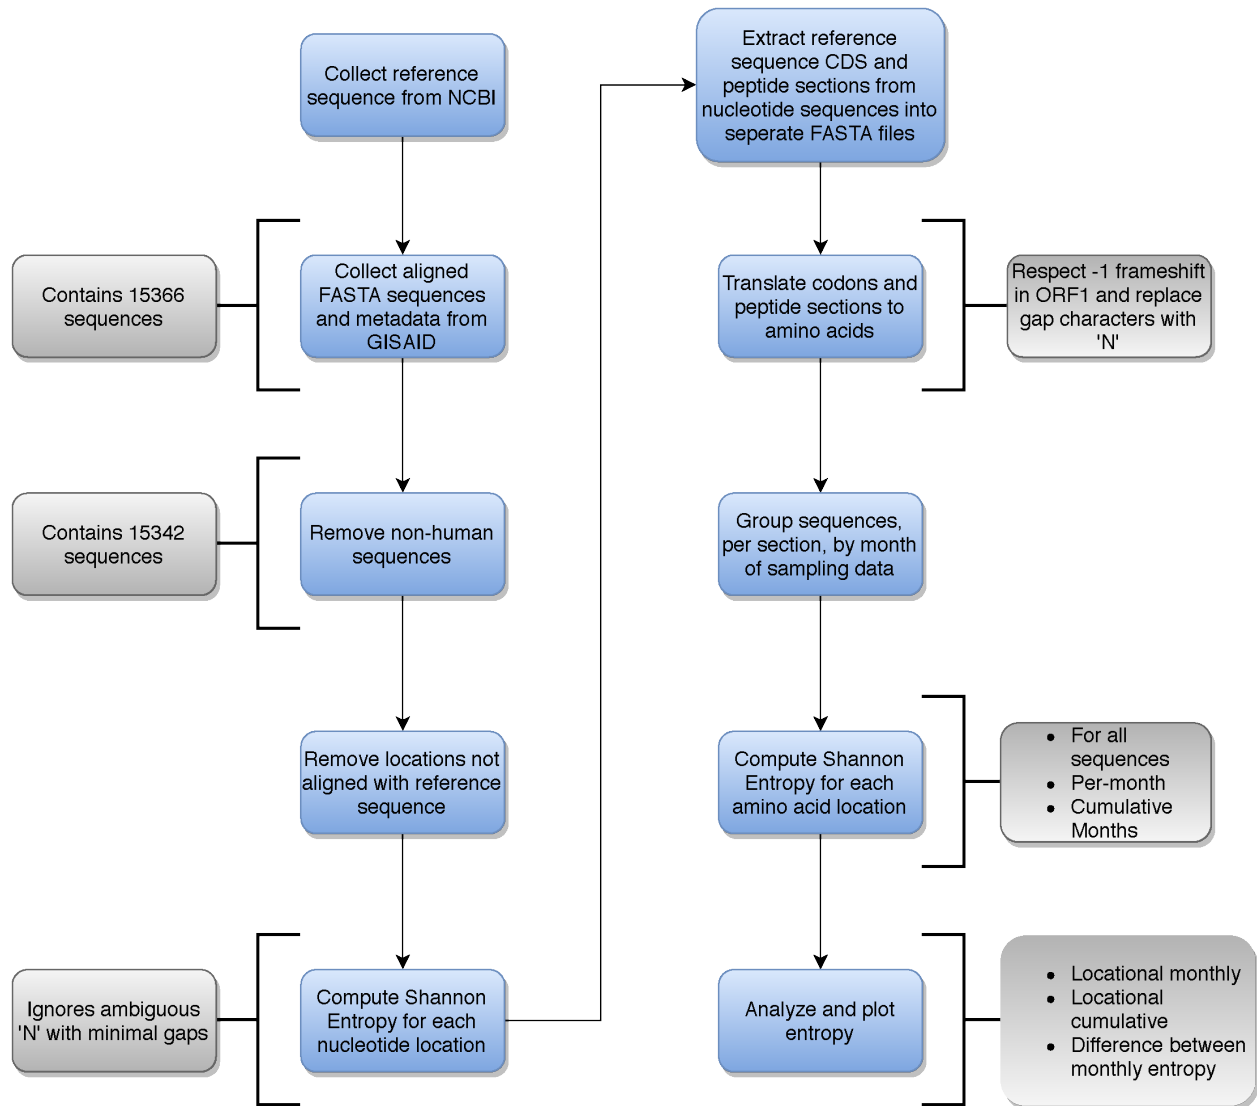 Collect reference
sequence from NCBI
Contains 15366
sequences
Collect aligned
FASTA sequences
and metadata from
GISAID
Contains 15342
sequences
Remove non-human
sequences
Remove locations not
aligned with reference
sequence
Ignores ambiguous
'N' with minimal gaps
Compute Shannon
Entropy for each
nucleotide location
Extract reference
sequence CDS and
peptide sections from
nucleotide sequences into
seperate FASTA files
Translate codons and
peptide sections to
amino acids
Respect -1 frameshift
in ORF1 and replace
gap characters with
'N'
Group sequences,
per section, by month
of sampling data
Compute Shannon
Entropy for each
amino acid location
• For all
sequences
• Per-month
• Cumulative
Months
Analyze and plot
entropy
• Locational monthly
• Locational
cumulative
• Difference between
monthly entropy